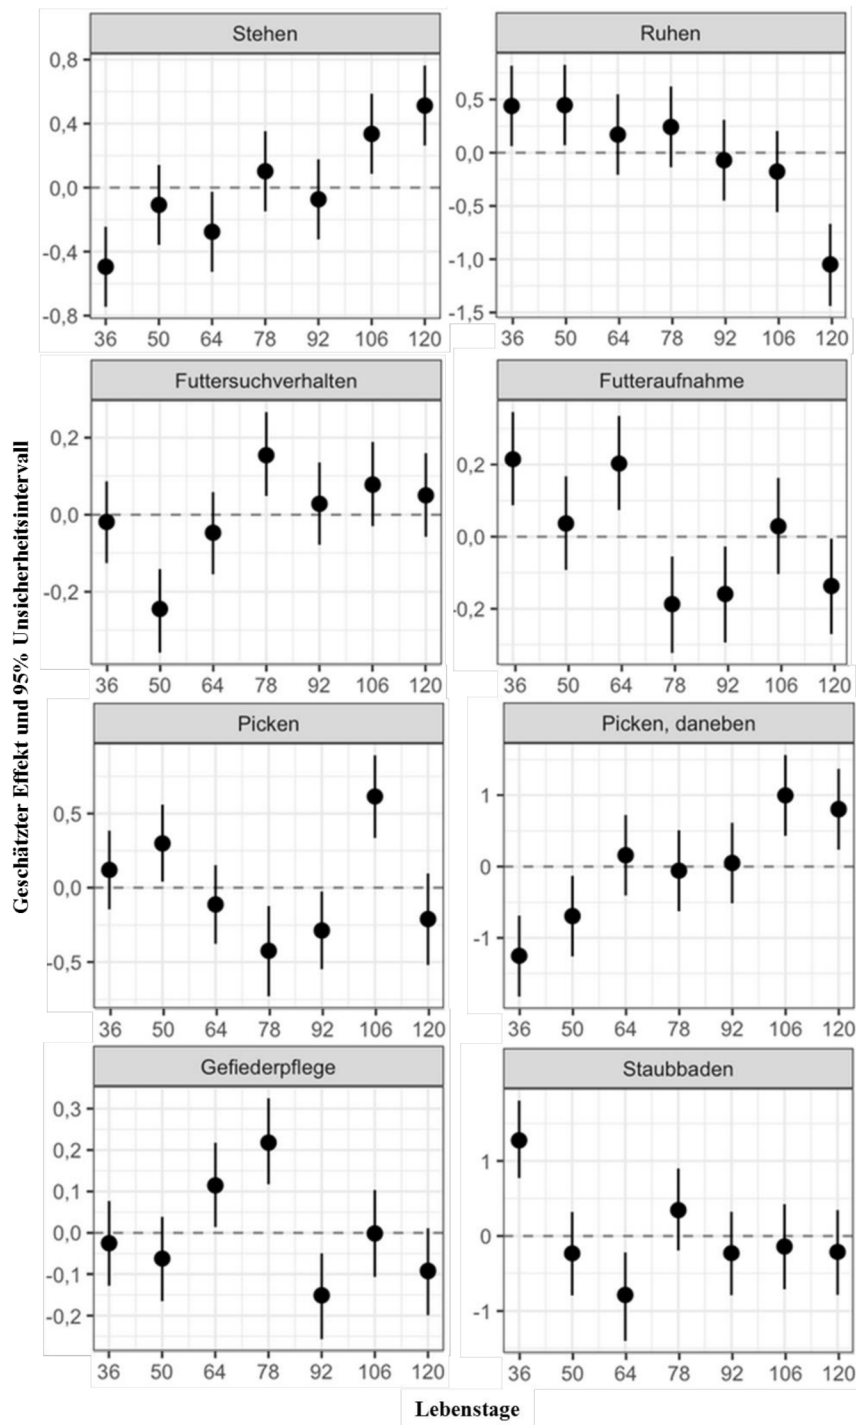 Geschätzter Effekt und 95% Unsicherheitsintervall
Stehen
0,8
0,4
0,0
-0,4
-0,8
36 50 64 78 92 106 120
Ruhen
0,5
0,0
-0,5
-1,0
-1,5
36 50 64 78 92 106 120
Futtersuchverhalten
0,2
0,0
-0,2
36 50 64 78 92 106 120
Futteraufnahme
0,2
0,0
-0,2
36 50 64 78 92 106 120
Picken
0,5
0,0
-0,5
36 50 64 78 92 106 120
Picken, daneben
1
0
-1
36 50 64 78 92 106 120
Gefiederpflege
0,3
0,2
0,1
0,0
-0,1
-0,2
36 50 64 78 92 106 120
Staubbaden
1
0
-1
36 50 64 78 92 106 120
Lebenstage